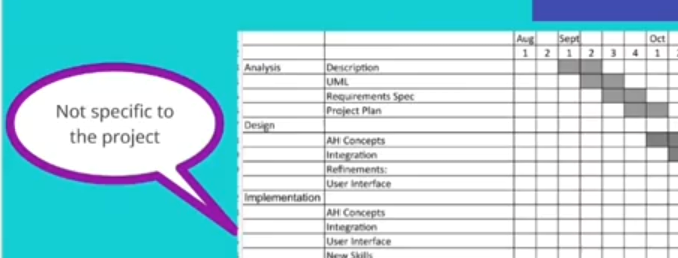 Aug Sept Oct
1 2 1 2 3 4 1
Analysis Description
UML
Requirements Spec
Project Plan
Design
AH Concepts
Integration
Refinements:
User Interface
Implementation
AH Concepts
Integration
User Interface
New Skills
Not specific to
the project